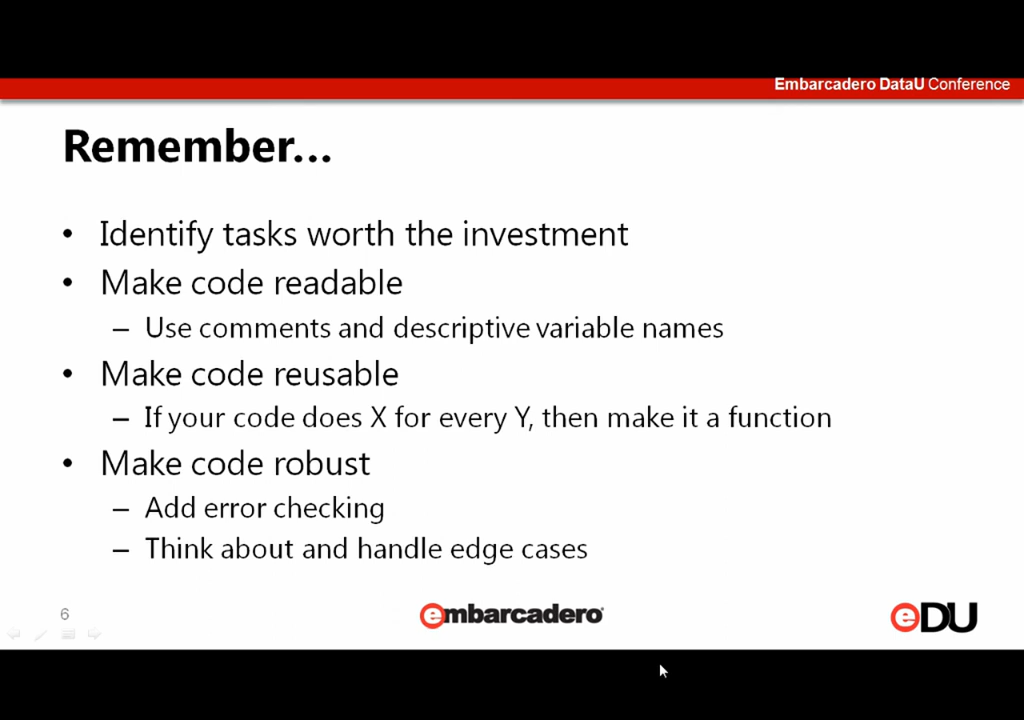 Embarcadero DataU Conference
Remember...
• Identify tasks worth the investment
• Make code readable
– Use comments and descriptive variable names
• Make code reusable
– If your code does X for every Y, then make it a function
• Make code robust
– Add error checking
– Think about and handle edge cases
6
embarcadero®
eDU